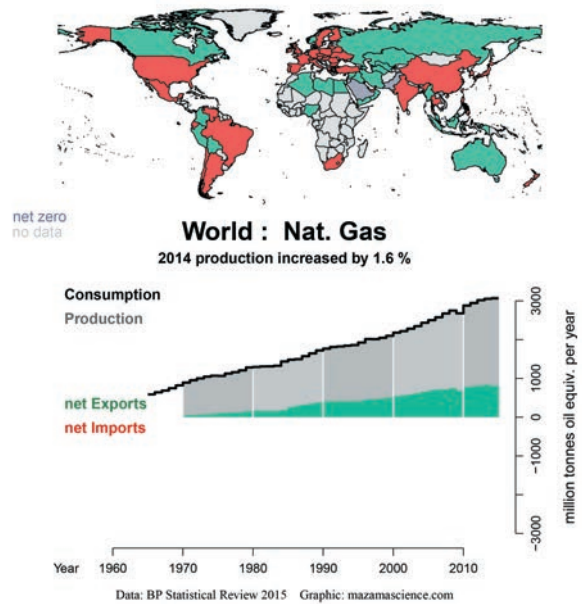 net zero
no data
World : Nat. Gas
2014 production increased by 1.6 %
Consumption
Production
net Exports
net Imports
3000
1000
0
-1000
-3000
million tonnes oil equiv. per year
Year 1960 1970 1980 1990 2000 2010
Data: BP Statistical Review 2015 Graphic: mazamascience.com